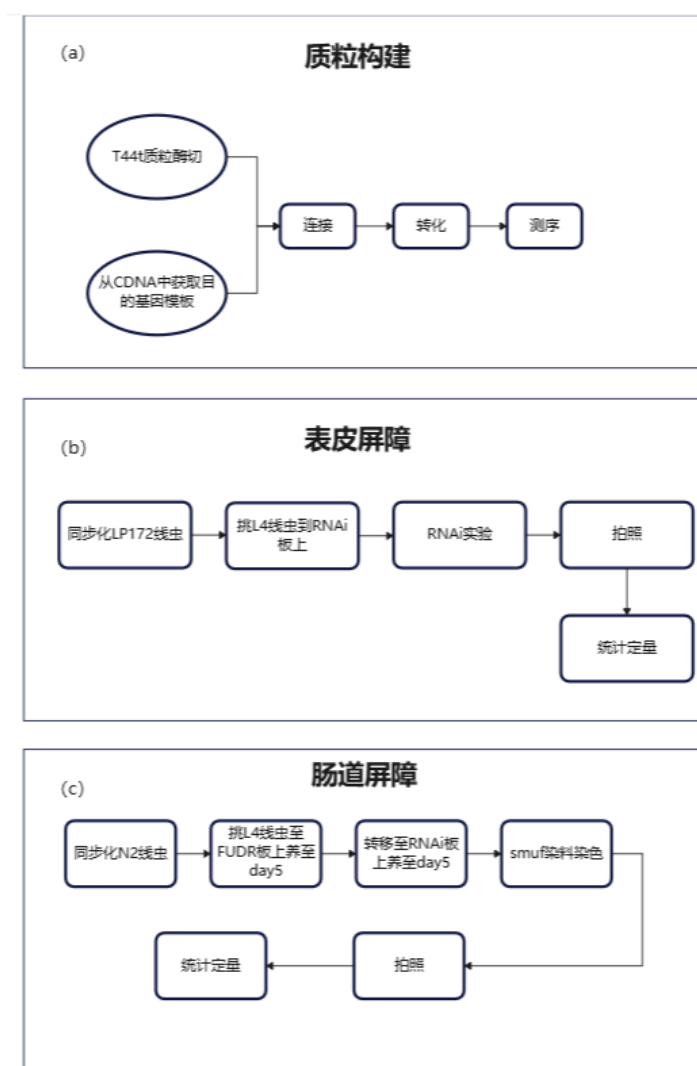 (a)
质粒构建
T44t质粒酶切
从CDNA中获取目
的基因模板
连接
转化
测序
(b)
表皮屏障
同步化LP172线虫
挑L4线虫到RNAi
板上
RNAi实验
拍照
统计定量
(c)
肠道屏障
同步化N2线虫
挑L4线虫至
FUDR板上养至
day5
转移至RNAi板
上养至day5
smuf染料染色
拍照
统计定量